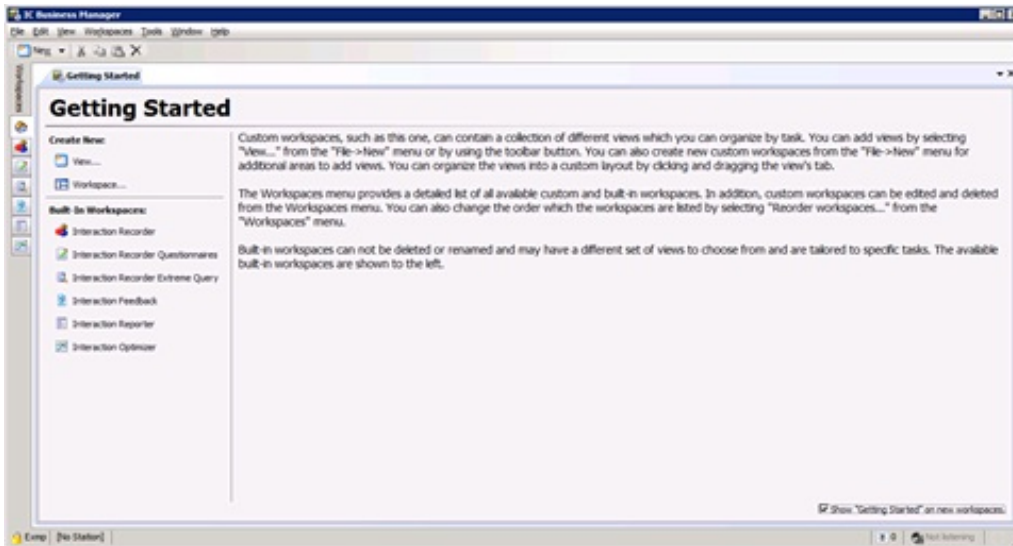 IC Business Manager
File Edit View Workspaces Tools Window Help
New
Workspaces
Getting Started
Getting Started
Create New:
View...
Workspace...
Built-In Workspaces:
Interaction Recorder
Interaction Recorder Questionnaires
Interaction Recorder Extreme Query
Interaction Feedback
Interaction Reporter
Interaction Optimizer
Custom workspaces, such as this one, can contain a collection of different views which you can organize by task. You can add views by selecting
"View..." from the "File->New" menu or by using the toolbar button. You can also create new custom workspaces from the "File->New" menu for
additional areas to add views. You can organize the views into a custom layout by clicking and dragging the view's tab.
The Workspaces menu provides a detailed list of all available custom and built-in workspaces. In addition, custom workspaces can be edited and deleted
from the Workspaces menu. You can also change the order which the workspaces are listed by selecting "Reorder workspaces..." from the
"Workspaces" menu.
Built-in workspaces can not be deleted or renamed and may have a different set of views to choose from and are tailored to specific tasks. The available
built-in workspaces are shown to the left.
Show "Getting Started" on new workspaces.
[No Station]
0
Not listening